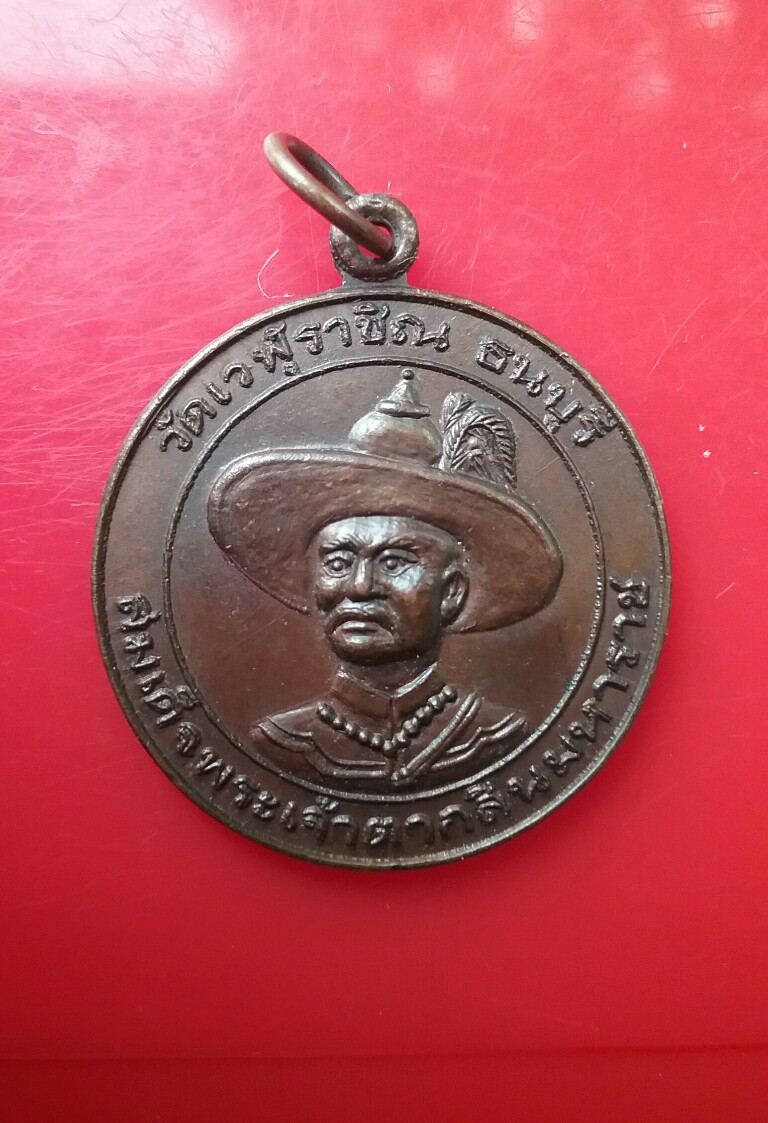 วัดเวฬุราชิณ ธนบุรี
สมเด็จพระเจ้าตากสินมหาราช